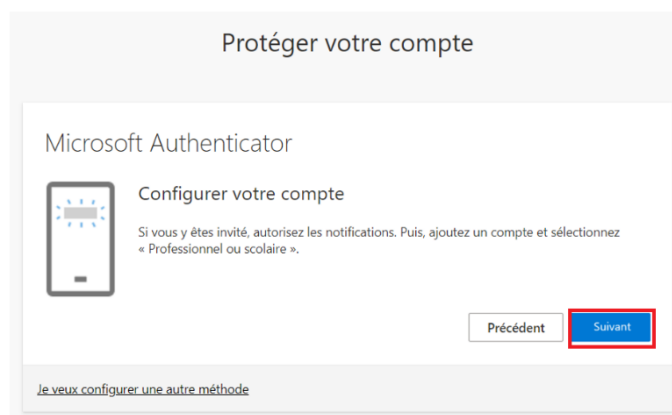 Protéger votre compte
Microsoft Authenticator
Configurer votre compte
Si vous y êtes invité, autorisez les notifications. Puis, ajoutez un compte et sélectionnez
« Professionnel ou scolaire ».
Précédent
Suivant
Je veux configurer une autre méthode